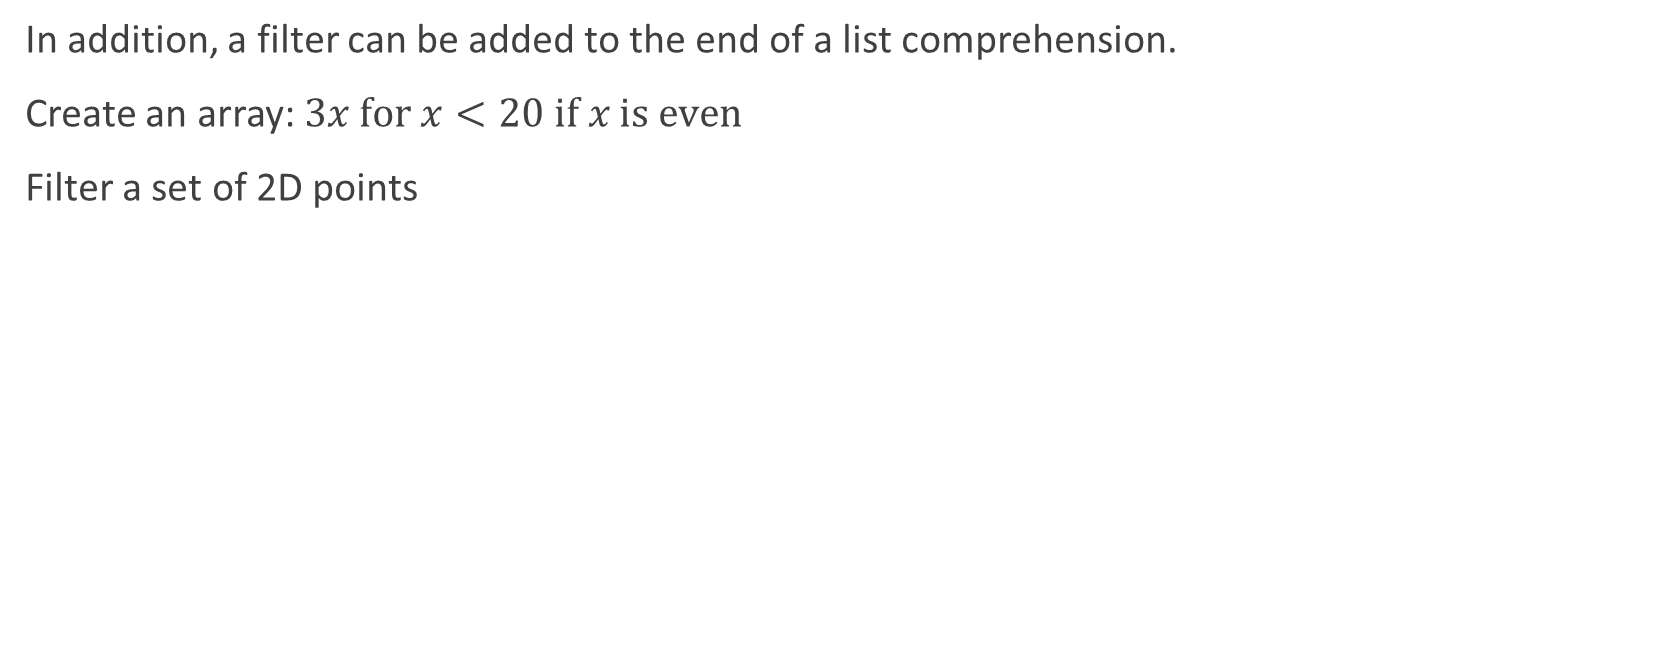 In addition, a filter can be added to the end of a list comprehension.
Create an array: 3x for x < 20 if x is even
Filter a set of 2D points